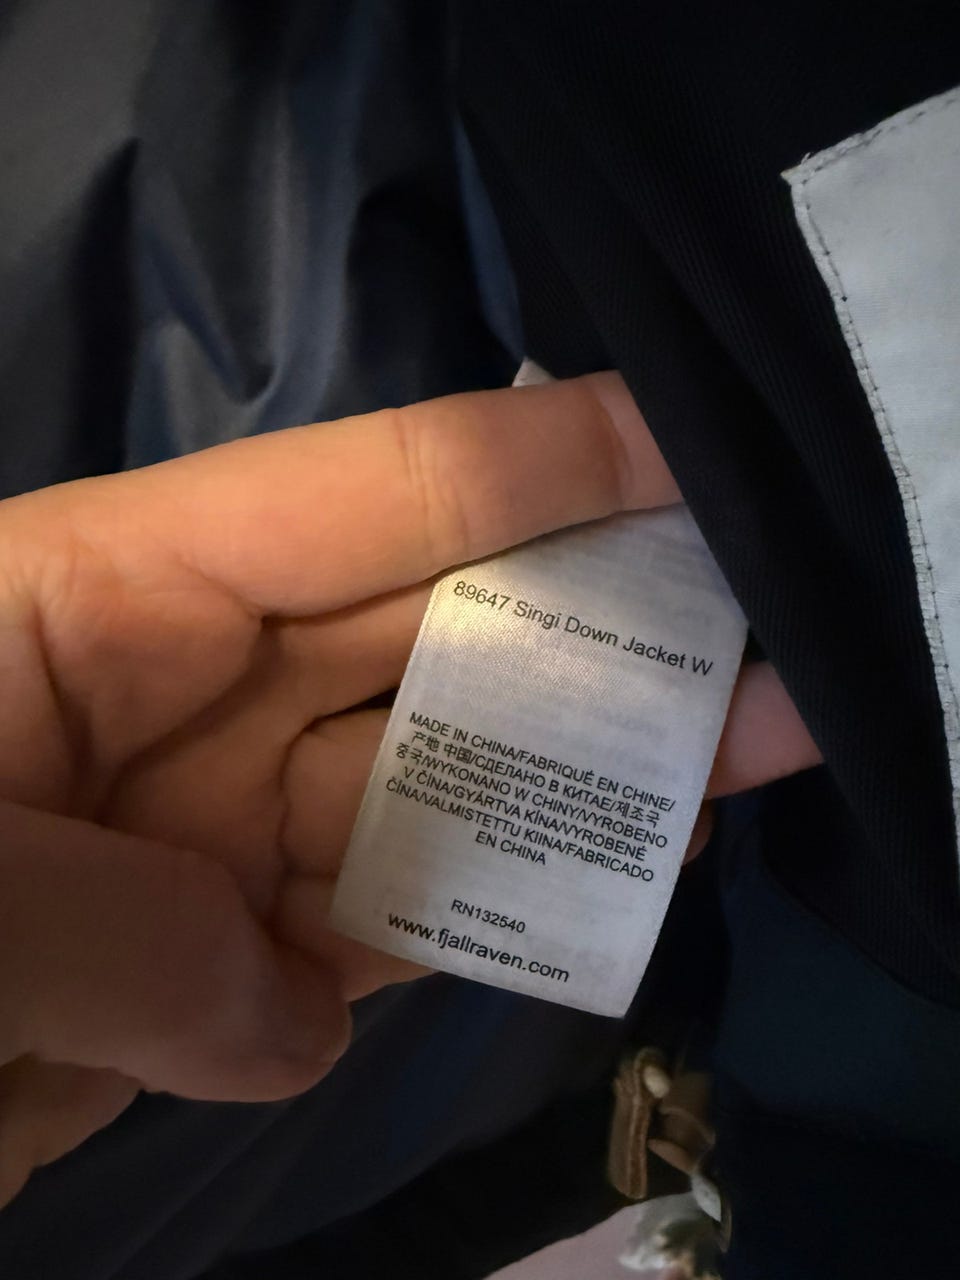 89647 Singi Down Jacket W
MADE IN CHINA/FABRIQUÉ EN CHINE/
产地 中国/СДЕЛАНО В КИТАЕ/제조국
중국/WYKONANO W CHINY/VYROBENO
V ČÍNA/GYÁRTVA KÍNA/VYROBENÉ
ČÍNA/VALMISTETTU KIINA/FABRICADO
EN CHINA
RN132540
www.fjallraven.com